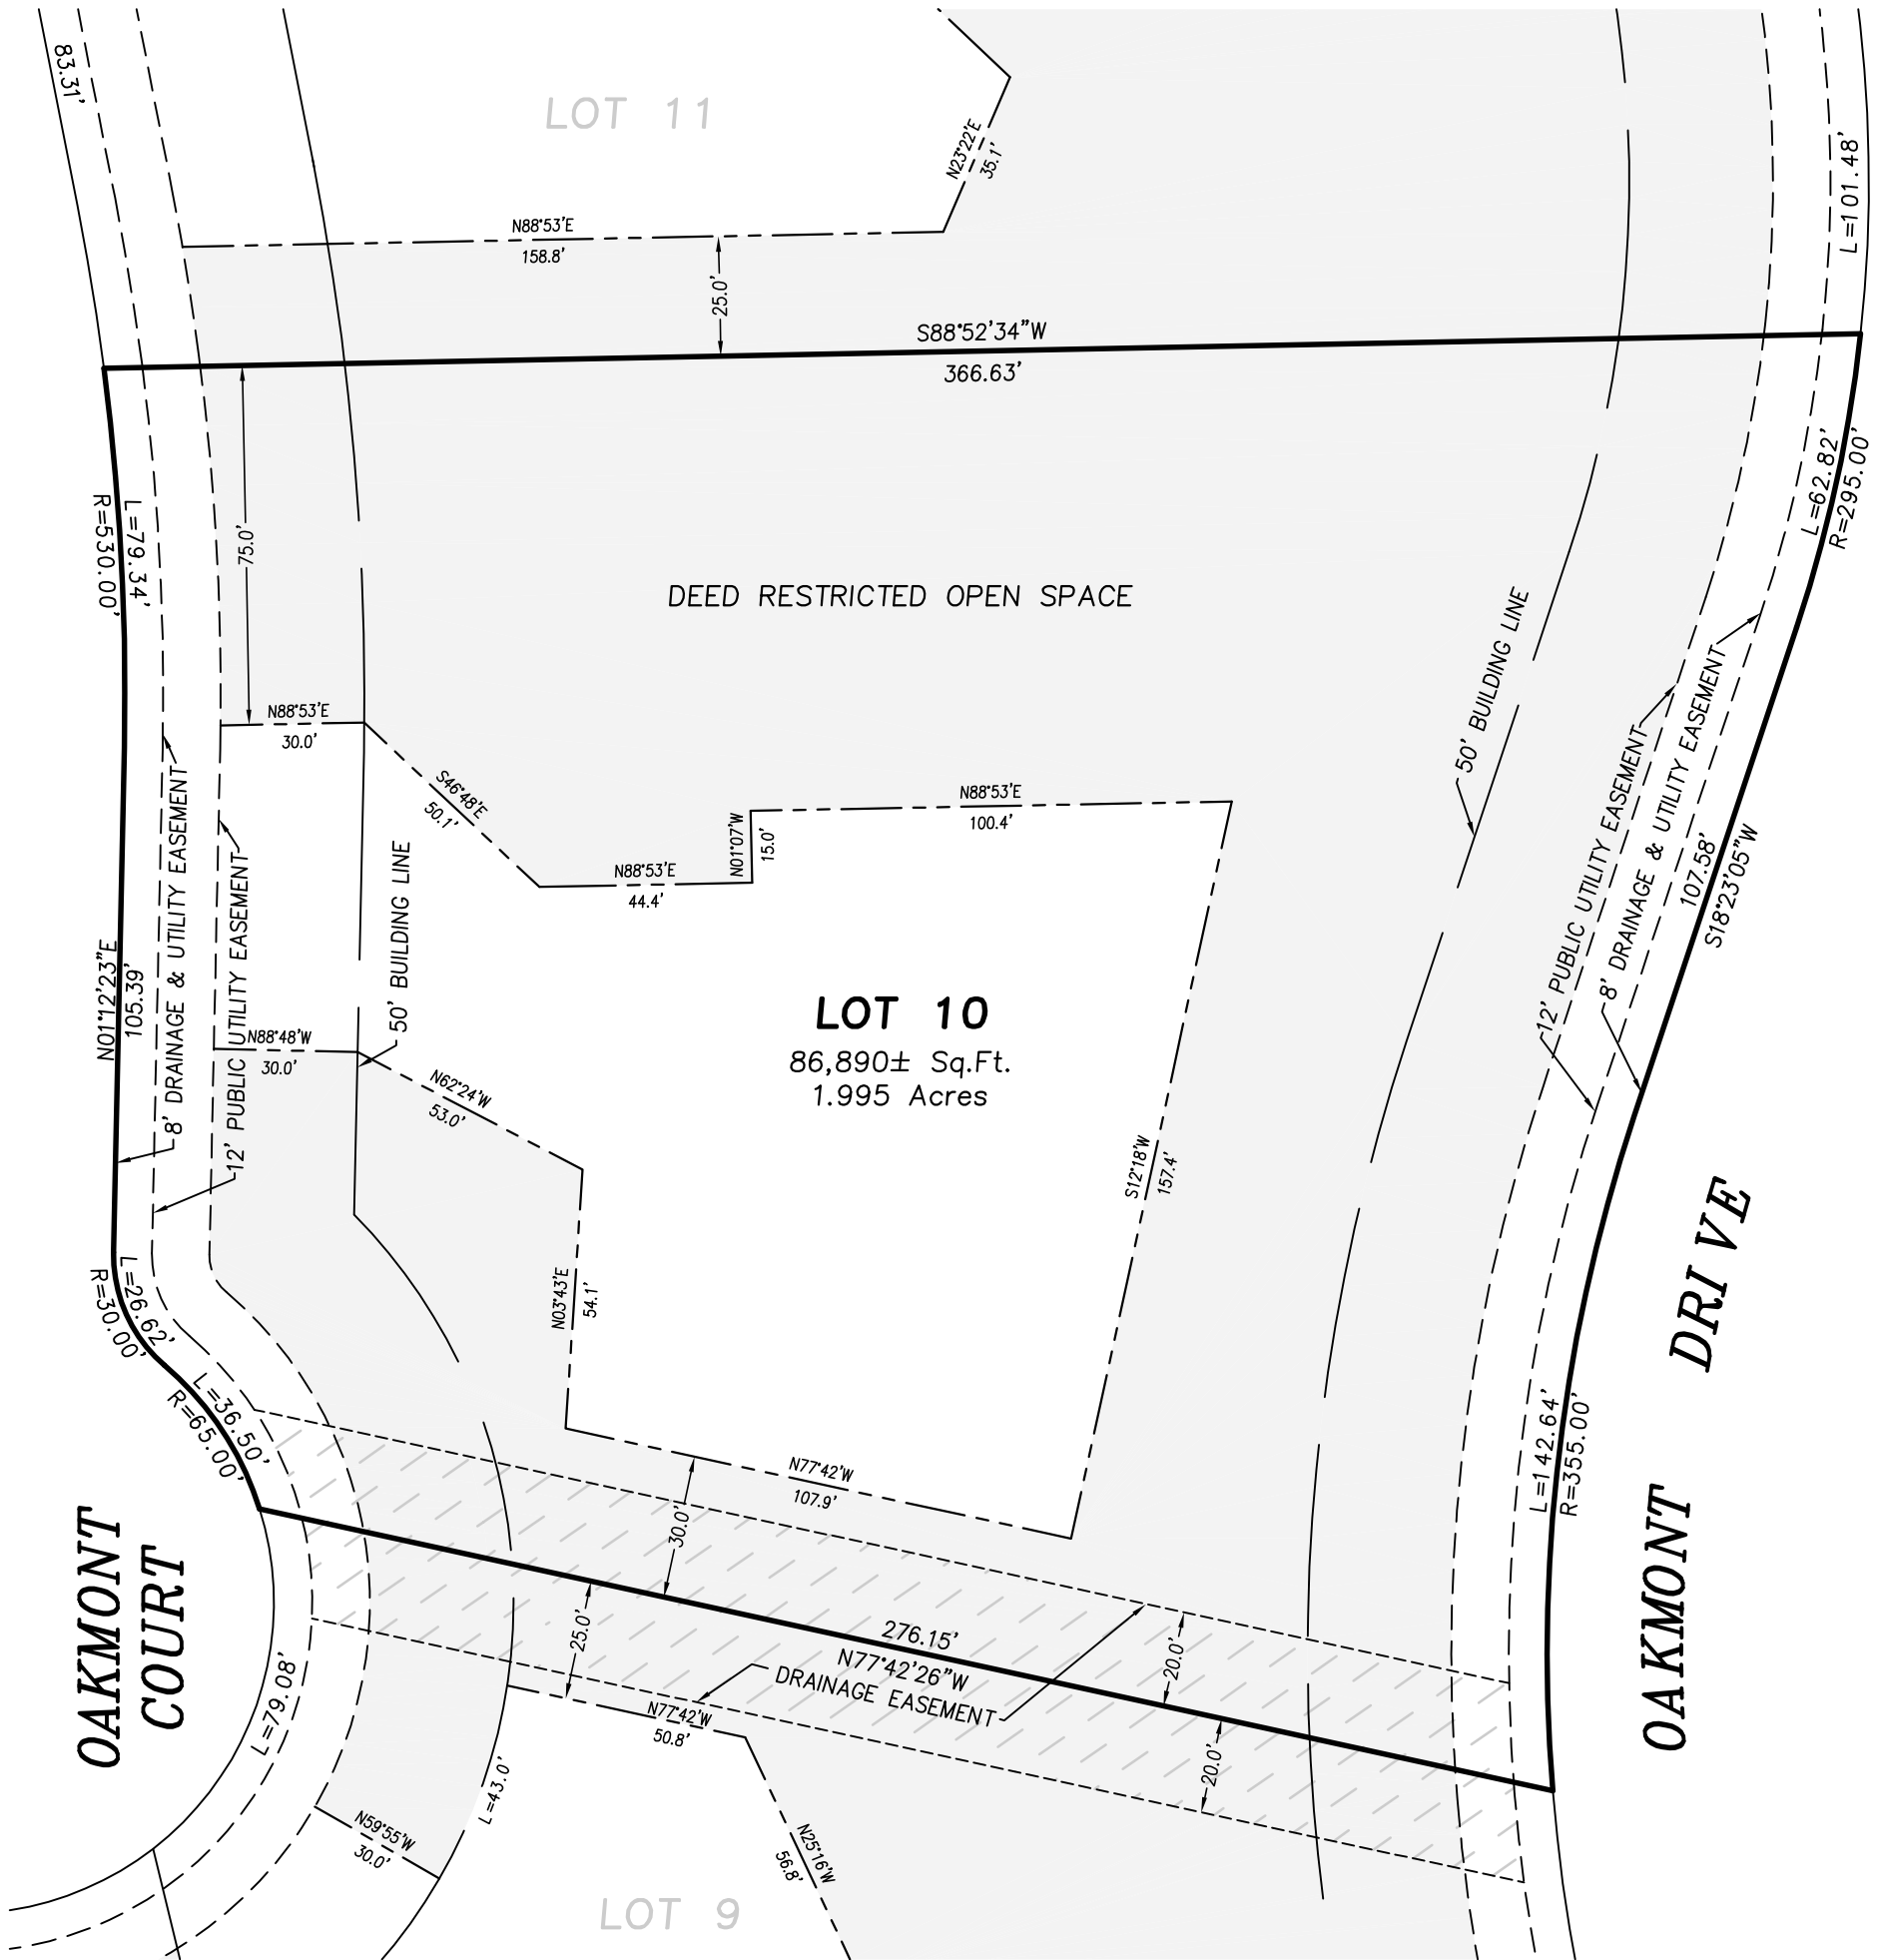 83.31'
LOT 11
N23°22'E
35.1'
L=101.48'
N88°53'E
158.8'
25.0'
S88°52'34"W
366.63'
L=79.34'
R=530.00'
75.0'
DEED RESTRICTED OPEN SPACE
L=62.82'
R=295.00'
50' BUILDING LINE
12' PUBLIC UTILITY EASEMENT
8' DRAINAGE & UTILITY EASEMENT
107.58'
S18°23'05"W
N88°53'E
30.0'
S46°48'E
50.1'
N88°53'E
44.4'
N01°07'W
15.0'
N88°53'E
100.4'
8' DRAINAGE & UTILITY EASEMENT
12' PUBLIC UTILITY EASEMENT
50' BUILDING LINE
N01°12'23"E
105.39'
N88°48'W
30.0'
N62°24'W
53.0'
LOT 10
86,890± Sq.Ft.
1.995 Acres
S12°18'W
157.4'
N03°43'E
54.1'
L=26.62'
R=30.00'
L=36.50'
R=65.00'
N77°42'W
107.9'
30.0'
L=142.64'
R=355.00'
OAKMONT DRIVE
OAKMONT
COURT
25.0'
276.15'
N77°42'26"W
DRAINAGE EASEMENT
20.0'
20.0'
N77°42'W
50.8'
L=79.08'
L=43.0'
N59°55'W
30.0'
N25°16'W
56.8'
LOT 9